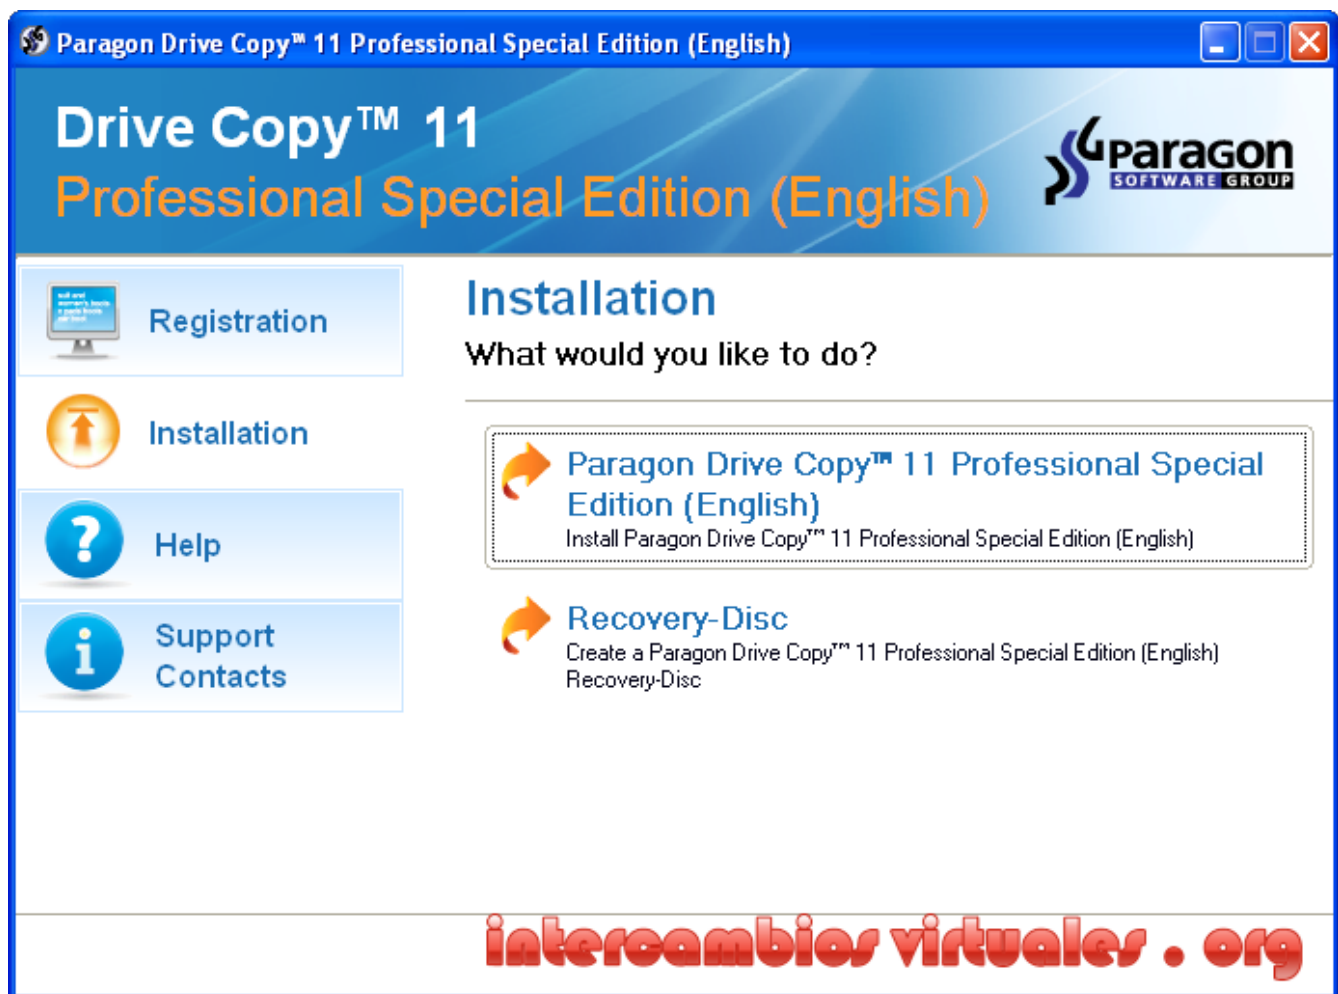 Paragon Drive Copy™ 11 Professional Special Edition (English)
Drive Copy™ 11
Professional Special Edition (English)
paragon
SOFTWARE GROUP
Registration
Installation
Help
Support
Contacts
Installation
What would you like to do?
Paragon Drive Copy™ 11 Professional Special
Edition (English)
Install Paragon Drive Copy™ 11 Professional Special Edition (English)
Recovery-Disc
Create a Paragon Drive Copy™ 11 Professional Special Edition (English)
Recovery-Disc
intercambios virtuales . org